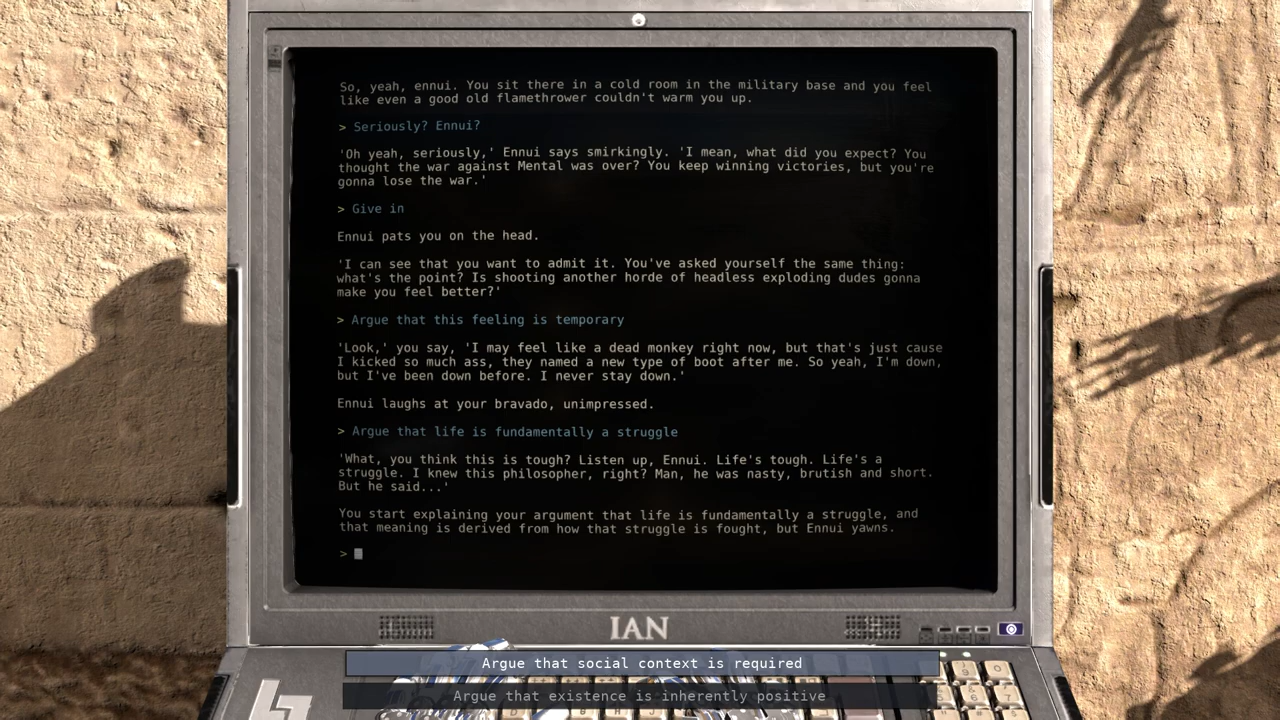 So, yeah, ennui. You sit there in a cold room in the military base and you feel
like even a good old flamethrower couldn't warm you up.
> Seriously? Ennui?
'Oh yeah, seriously,' Ennui says smirkingly. 'I mean, what did you expect? You
thought the war against Mental was over? You keep winning victories, but you're
gonna lose the war.'
> Give in
Ennui pats you on the head.
'I can see that you want to admit it. You've asked yourself the same thing:
what's the point? Is shooting another horde of headless exploding dudes gonna
make you feel better?'
> Argue that this feeling is temporary
'Look,' you say, 'I may feel like a dead monkey right now, but that's just cause
I kicked so much ass, they named a new type of boot after me. So yeah, I'm down,
but I've been down before. I never stay down.'
Ennui laughs at your bravado, unimpressed.
> Argue that life is fundamentally a struggle
'What, you think this is tough? Listen up, Ennui. Life's tough. Life's a
struggle. I knew this philosopher, right? Man, he was nasty, brutish and short.
But he said...'
You start explaining your argument that life is fundamentally a struggle, and
that meaning is derived from how that struggle is fought, but Ennui yawns.
>
IAN
Argue that social context is required
Argue that existence is inherently positive